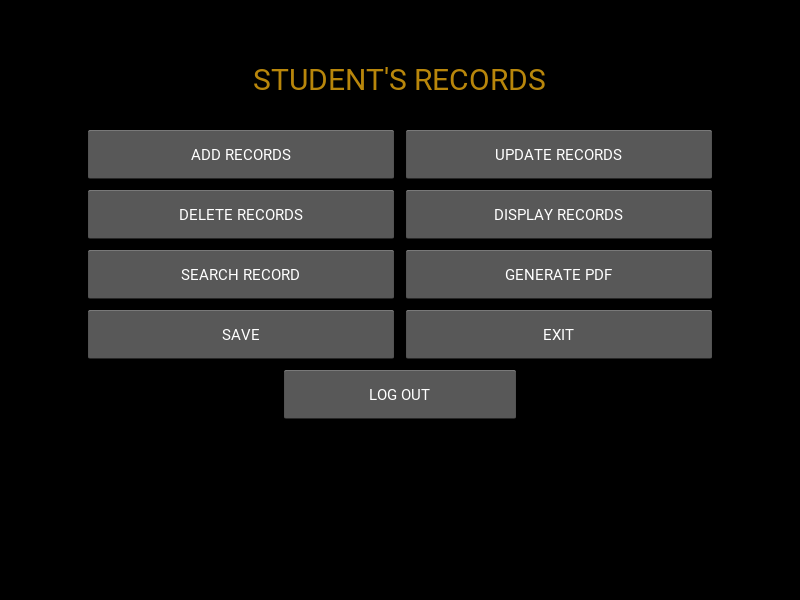 STUDENT'S RECORDS
ADD RECORDS
UPDATE RECORDS
DELETE RECORDS
DISPLAY RECORDS
SEARCH RECORD
GENERATE PDF
SAVE
EXIT
LOG OUT